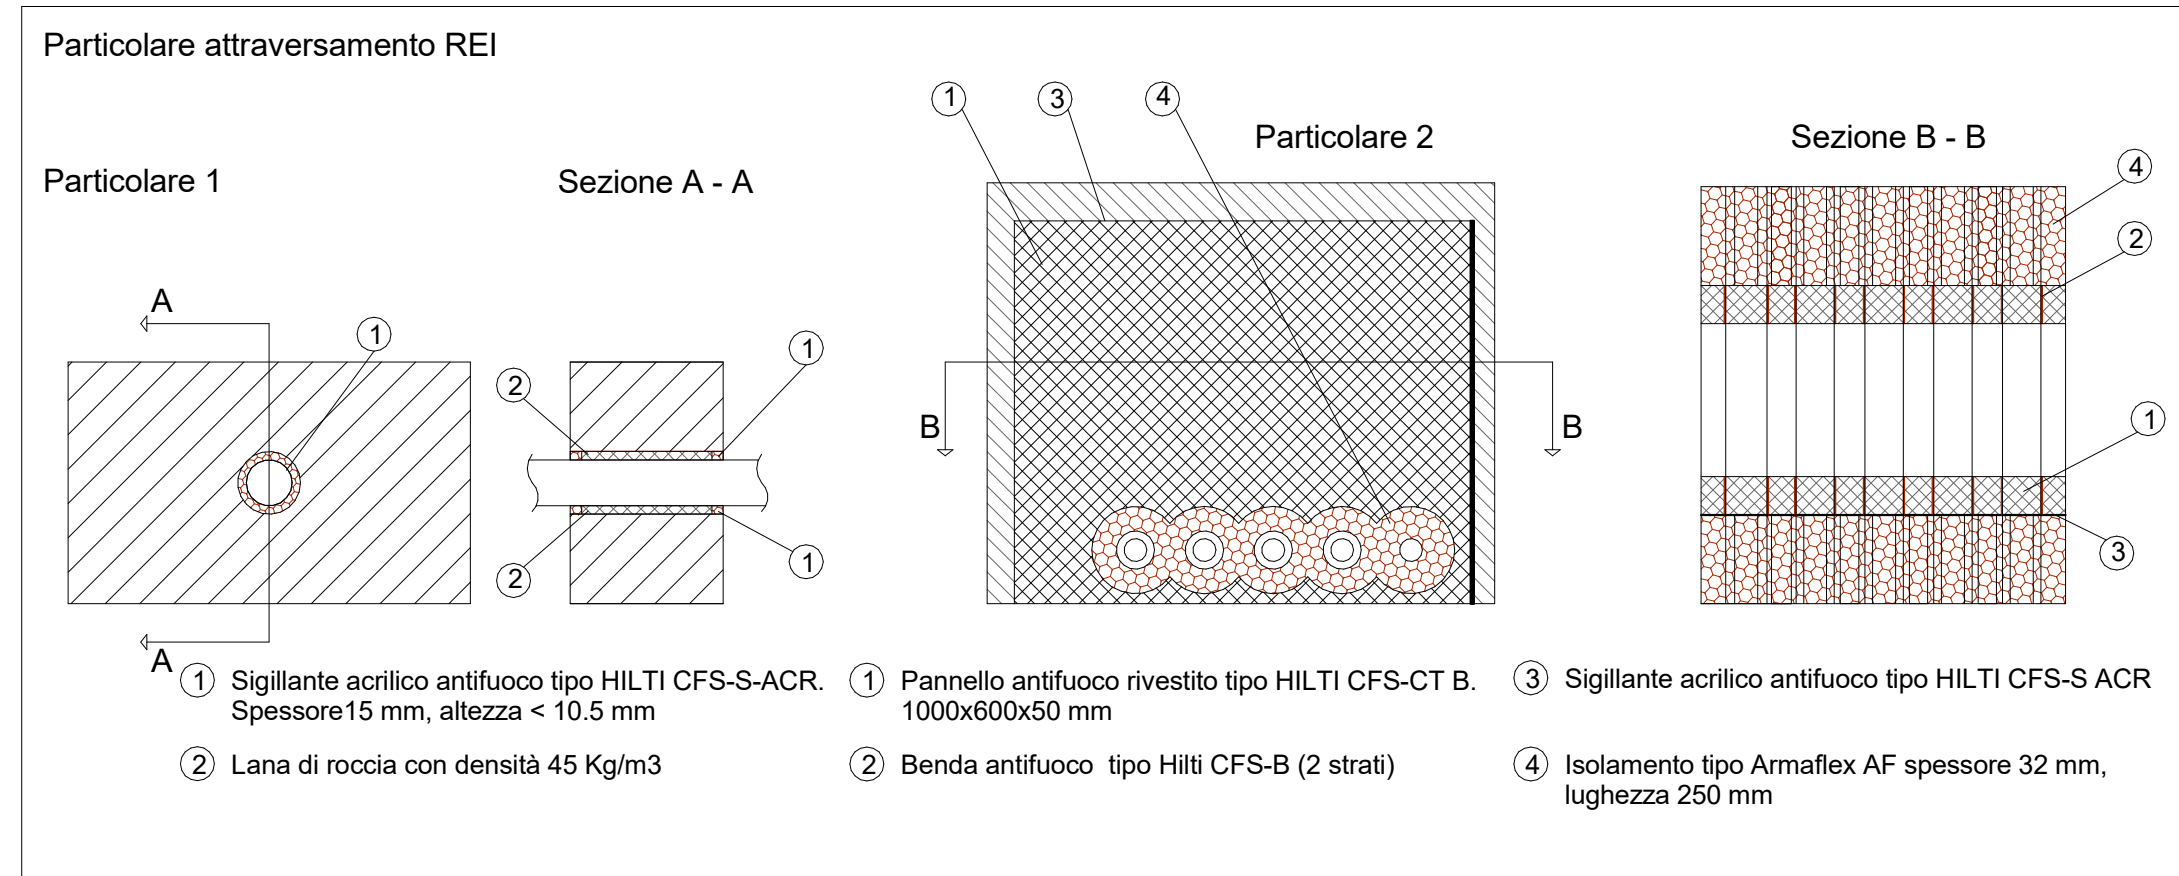 Particolare attraversamento REI
1
3
4
Particolare 2
Sezione B - B
4
Particolare 1
Sezione A - A
2
A
1
1
2
B
B
1
2
1
3
A
1 Sigillante acrilico antifuoco tipo HILTI CFS-S-ACR.
Spessore15 mm, altezza < 10.5 mm
2 Lana di roccia con densità 45 Kg/m3
1 Pannello antifuoco rivestito tipo HILTI CFS-CT B.
1000x600x50 mm
2 Benda antifuoco tipo Hilti CFS-B (2 strati)
3 Sigillante acrilico antifuoco tipo HILTI CFS-S ACR
4 Isolamento tipo Armaflex AF spessore 32 mm,
lughezza 250 mm